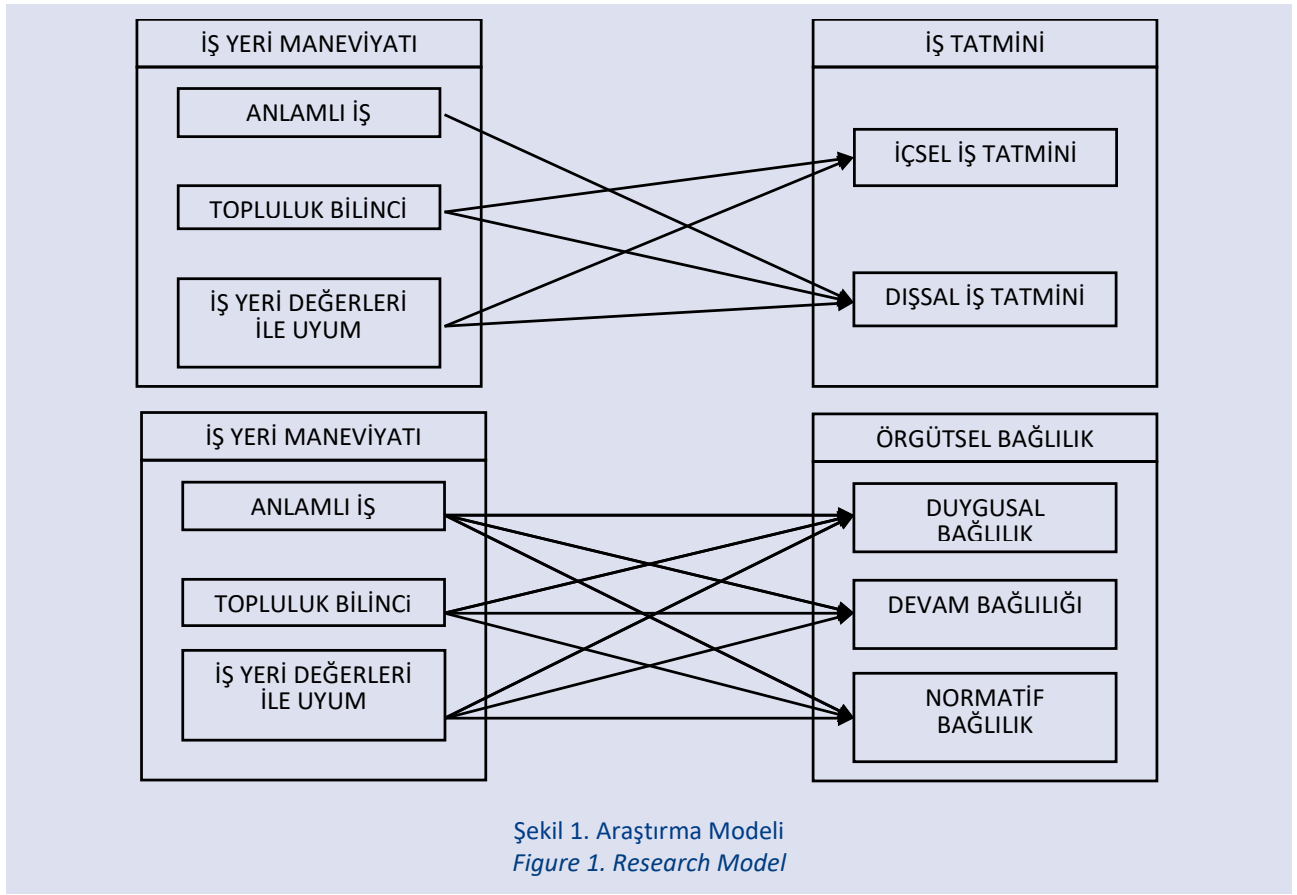 İŞ YERİ MANEVİYATI
ANLAMLI İŞ
TOPLULUK BİLİNCİ
İŞ YERİ DEĞERLERİ
İLE UYUM
İŞ TATMİNİ
İÇSEL İŞ TATMİNİ
DIŞSAL İŞ TATMİNİ
İŞ YERİ MANEVİYATI
ANLAMLI İŞ
TOPLULUK BİLİNCi
İŞ YERİ DEĞERLERİ
İLE UYUM
ÖRGÜTSEL BAĞLILIK
DUYGUSAL
BAĞLILIK
DEVAM BAĞLILIĞI
NORMATİF
BAĞLILIK
Şekil 1. Araştırma Modeli
Figure 1. Research Model